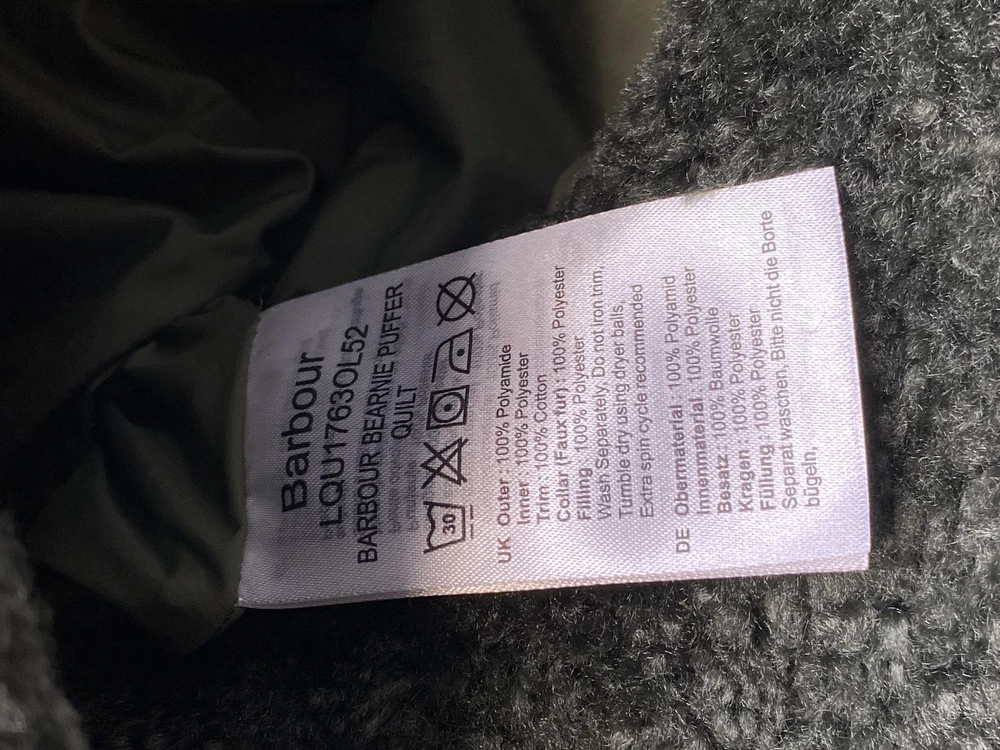 Barbour
LQU1763OL52
BARBOUR BEARNIE PUFFER
QUILT
30
UK Outer : 100% Polyamide
Inner : 100% Polyester
Trim : 100% Cotton
Collar (Faux fur) : 100% Polyester
Filling : 100% Polyester
Wash Separately, Do not iron trim,
Tumble dry using dryer balls,
Extra spin cycle recommended
DE Obermaterial : 100% Polyamid
Innenmaterial : 100% Polyester
Besatz : 100% Baumwolle
Kragen : 100% Polyester
Füllung : 100% Polyester
Separat waschen, Bitte nicht die Borte
bügeln,